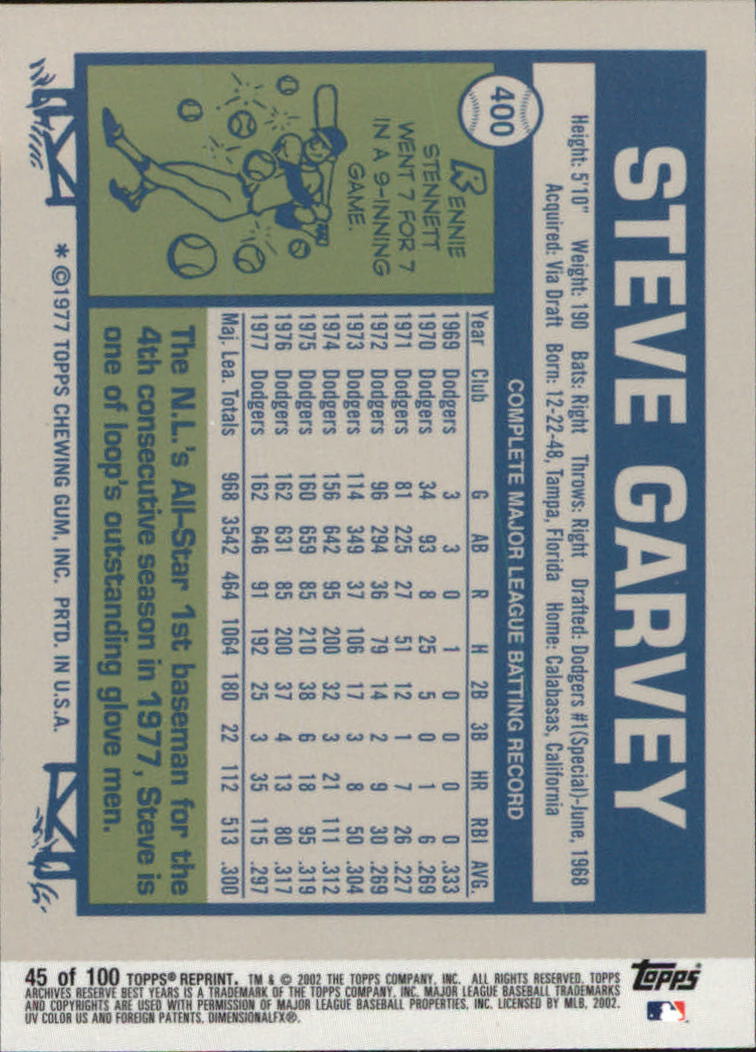 STEVE GARVEY
Height: 5'10" Weight: 190 Bats: Right Throws: Right Drafted: Dodgers #1(Special)-June, 1968
Acquired: Via Draft Born: 12-22-48, Tampa, Florida Home: Calabasas, California
400
RENNIE
STENNETT
WENT 7 FOR 7
IN A 9-INNING
GAME.
COMPLETE MAJOR LEAGUE BATTING RECORD
Year Club G AB R H 2B 3B HR RBI AVG.
1969 Dodgers 3 3 0 1 0 0 0 0 .333
1970 Dodgers 34 93 8 25 5 0 1 6 .269
1971 Dodgers 81 225 27 51 12 1 7 26 .227
1972 Dodgers 96 294 36 79 14 2 9 30 .269
1973 Dodgers 114 349 37 106 17 3 8 50 .304
1974 Dodgers 156 642 95 200 32 3 21 111 .312
1975 Dodgers 160 659 85 210 38 6 18 95 .319
1976 Dodgers 162 631 85 200 37 4 13 80 .317
1977 Dodgers 162 646 91 192 25 3 35 115 .297
Maj. Lea. Totals 968 3542 464 1064 180 22 112 513 .300
The N.L.'s All-Star 1st baseman for the
4th consecutive season in 1977, Steve is
one of loop's outstanding glove men.
* ©1977 TOPPS CHEWING GUM, INC. PRTD. IN U.S.A.
45 of 100 TOPPS® REPRINT. TM & © 2002 THE TOPPS COMPANY, INC. ALL RIGHTS RESERVED. TOPPS
ARCHIVES RESERVE BEST YEARS IS A TRADEMARK OF THE TOPPS COMPANY, INC. MAJOR LEAGUE BASEBALL TRADEMARKS
AND COPYRIGHTS ARE USED WITH PERMISSION OF MAJOR LEAGUE BASEBALL PROPERTIES, INC. LICENSED BY MLB, 2002.
UV COLOR US AND FOREIGN PATENTS, DIMENSIONALFX®.
Topps